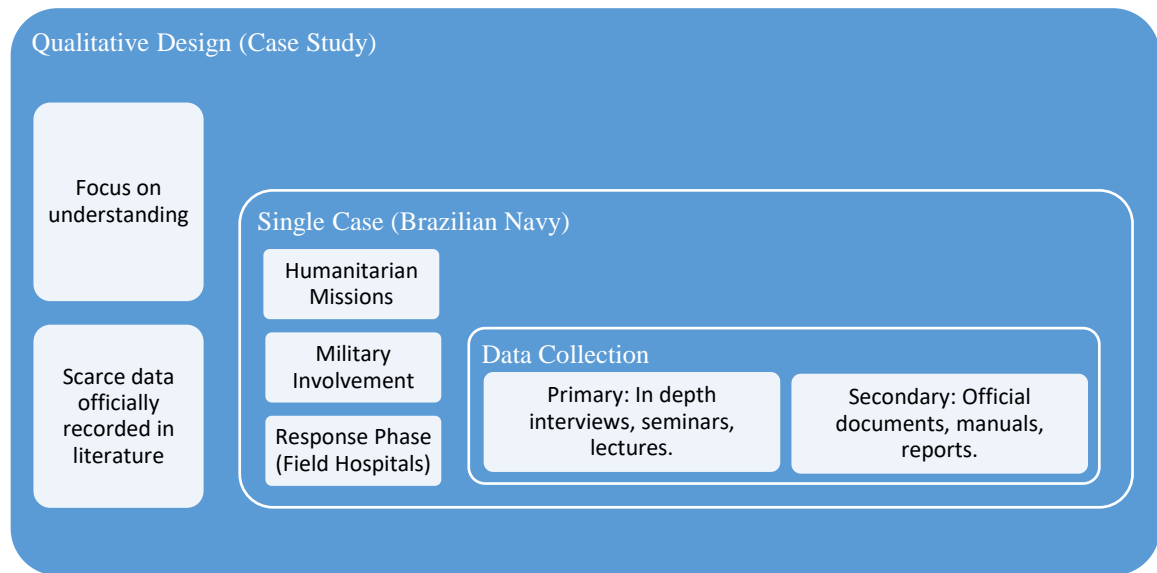 Qualitative Design (Case Study)
Focus on
understanding
Scarce data
officially
recorded in
literature
Single Case (Brazilian Navy)
Humanitarian
Missions
Military
Involvement
Response Phase
(Field Hospitals)
Data Collection
Primary: In depth
interviews, seminars,
lectures.
Secondary: Official
documents, manuals,
reports.